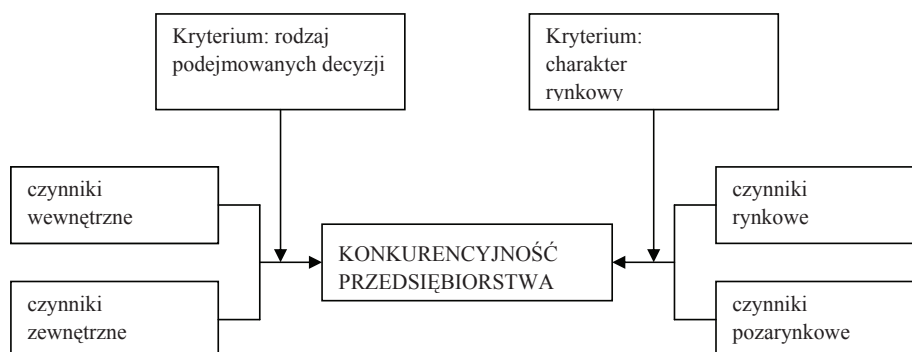 Kryterium: rodzaj
podejmowanych decyzji
Kryterium:
charakter
rynkowy
czynniki
wewnętrzne
czynniki
rynkowe
KONKURENCYJNOŚĆ
PRZEDSIĘBIORSTWA
czynniki
zewnętrzne
czynniki
pozarynkowe